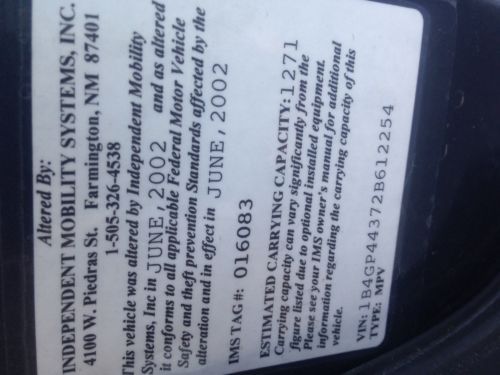 Altered By:
INDEPENDENT MOBILITY SYSTEMS, INC.
4100 W. Piedras St. Farmington, NM 87401
1-505-326-4538
This vehicle was altered by Independent Mobility
Systems, Inc in JUNE, 2002 and as altered
it conforms to all applicable Federal Motor Vehicle
Safety and theft prevention Standards affected by the
alteration and in effect in JUNE, 2002
IMS TAG#: 016083
ESTIMATED CARRYING CAPACITY: 1271
Carrying capacity can vary significantly from the
figure listed due to optional installed equipment.
Please see your IMS owner's manual for additional
information regarding the carrying capacity of this
vehicle.
VIN: 1B4GP44372B612254
TYPE: MPV